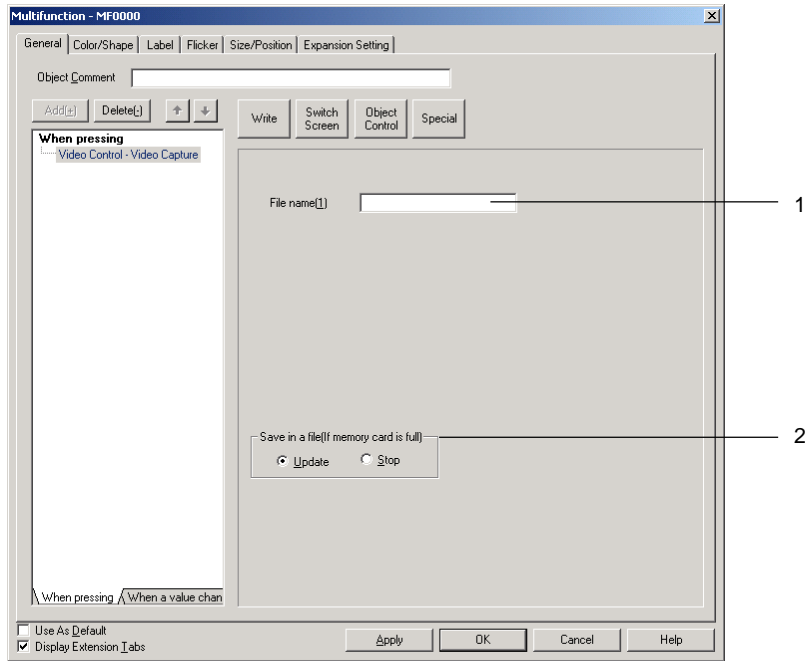 Multifunction - MF0000
General Color/Shape Label Flicker Size/Position Expansion Setting
Object Comment
Add(+) Delete(-)
Write Switch Screen Object Control Special
When pressing
Video Control - Video Capture
File name(1)
1
Save in a file(If memory card is full)
2
Update Stop
When pressing When a value chan
Use As Default
Display Extension Tabs
Apply OK Cancel Help